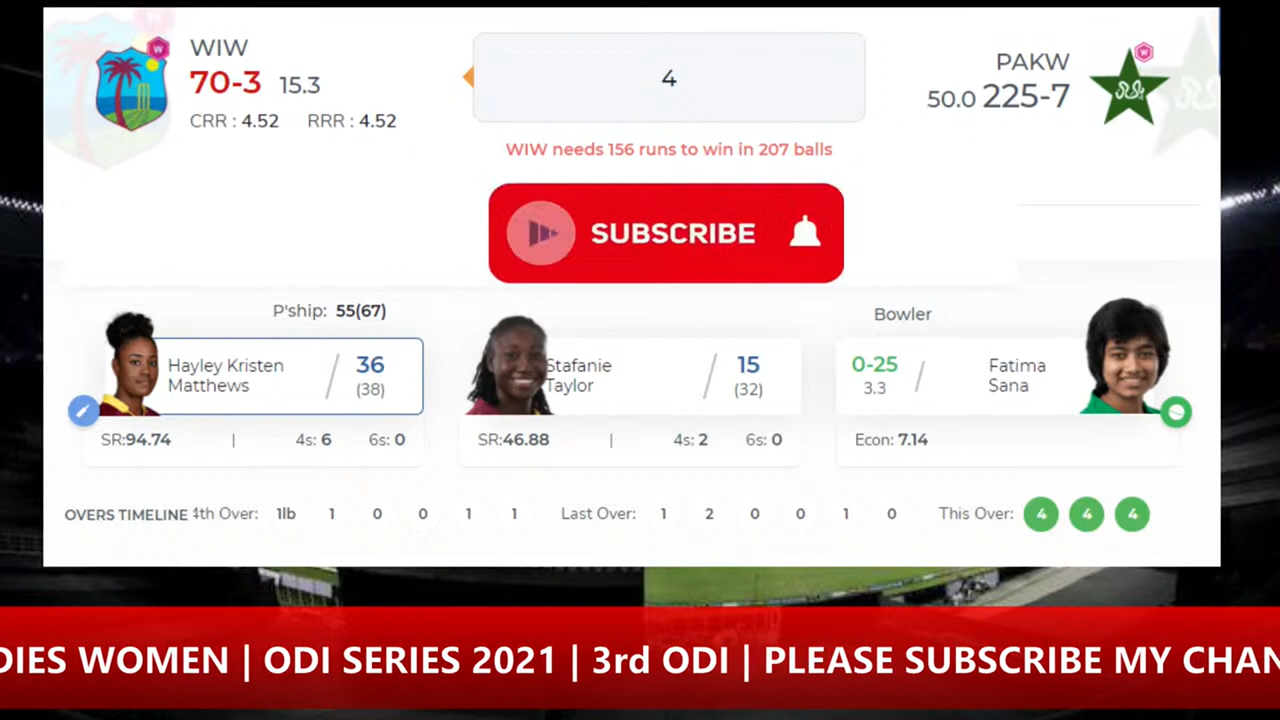 WIW
70-3 15.3
CRR : 4.52 RRR : 4.52
4
PAKW
50.0 225-7
WIW needs 156 runs to win in 207 balls
SUBSCRIBE
P'ship: 55(67)
Bowler
Hayley Kristen
Matthews
/ 36
(38)
SR:94.74 | 4s: 6 6s: 0
Stafanie
Taylor
/ 15
(32)
SR:46.88 | 4s: 2 6s: 0
0-25
3.3 /
Fatima
Sana
Econ: 7.14
OVERS TIMELINE 4th Over: 1lb 1 0 0 1 1 Last Over: 1 2 0 0 1 0 This Over: 4 4 4
DIES WOMEN | ODI SERIES 2021 | 3rd ODI | PLEASE SUBSCRIBE MY CHAN